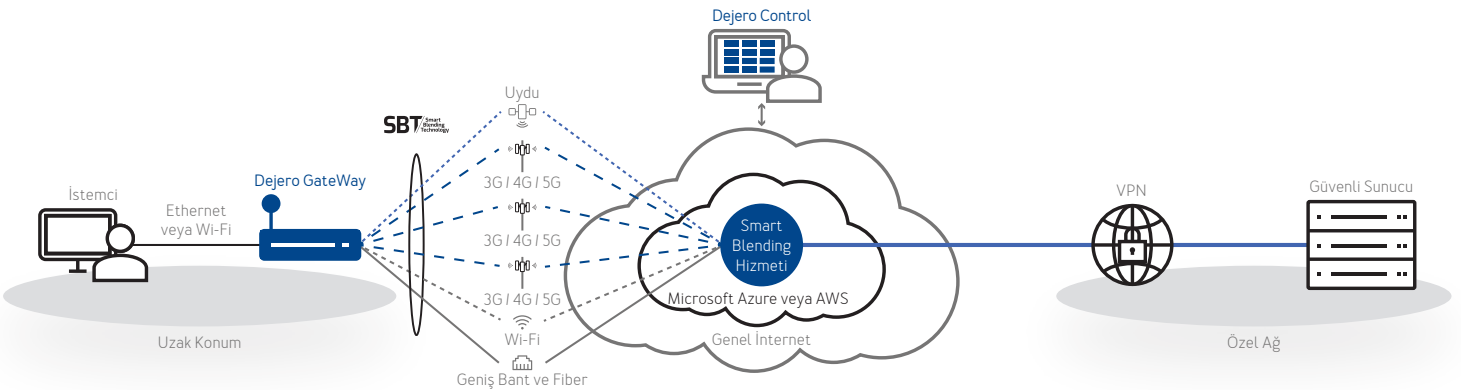 Dejero Control
Uydu
SBT Smart
Blending
Technology
3G / 4G / 5G
Dejero GateWay
İstemci
Ethernet
veya Wi-Fi
3G / 4G / 5G
3G / 4G / 5G
Wi-Fi
Geniş Bant ve Fiber
Uzak Konum
Smart
Blending
Hizmeti
Microsoft Azure veya AWS
Genel İnternet
VPN
Güvenli Sunucu
Özel Ağ